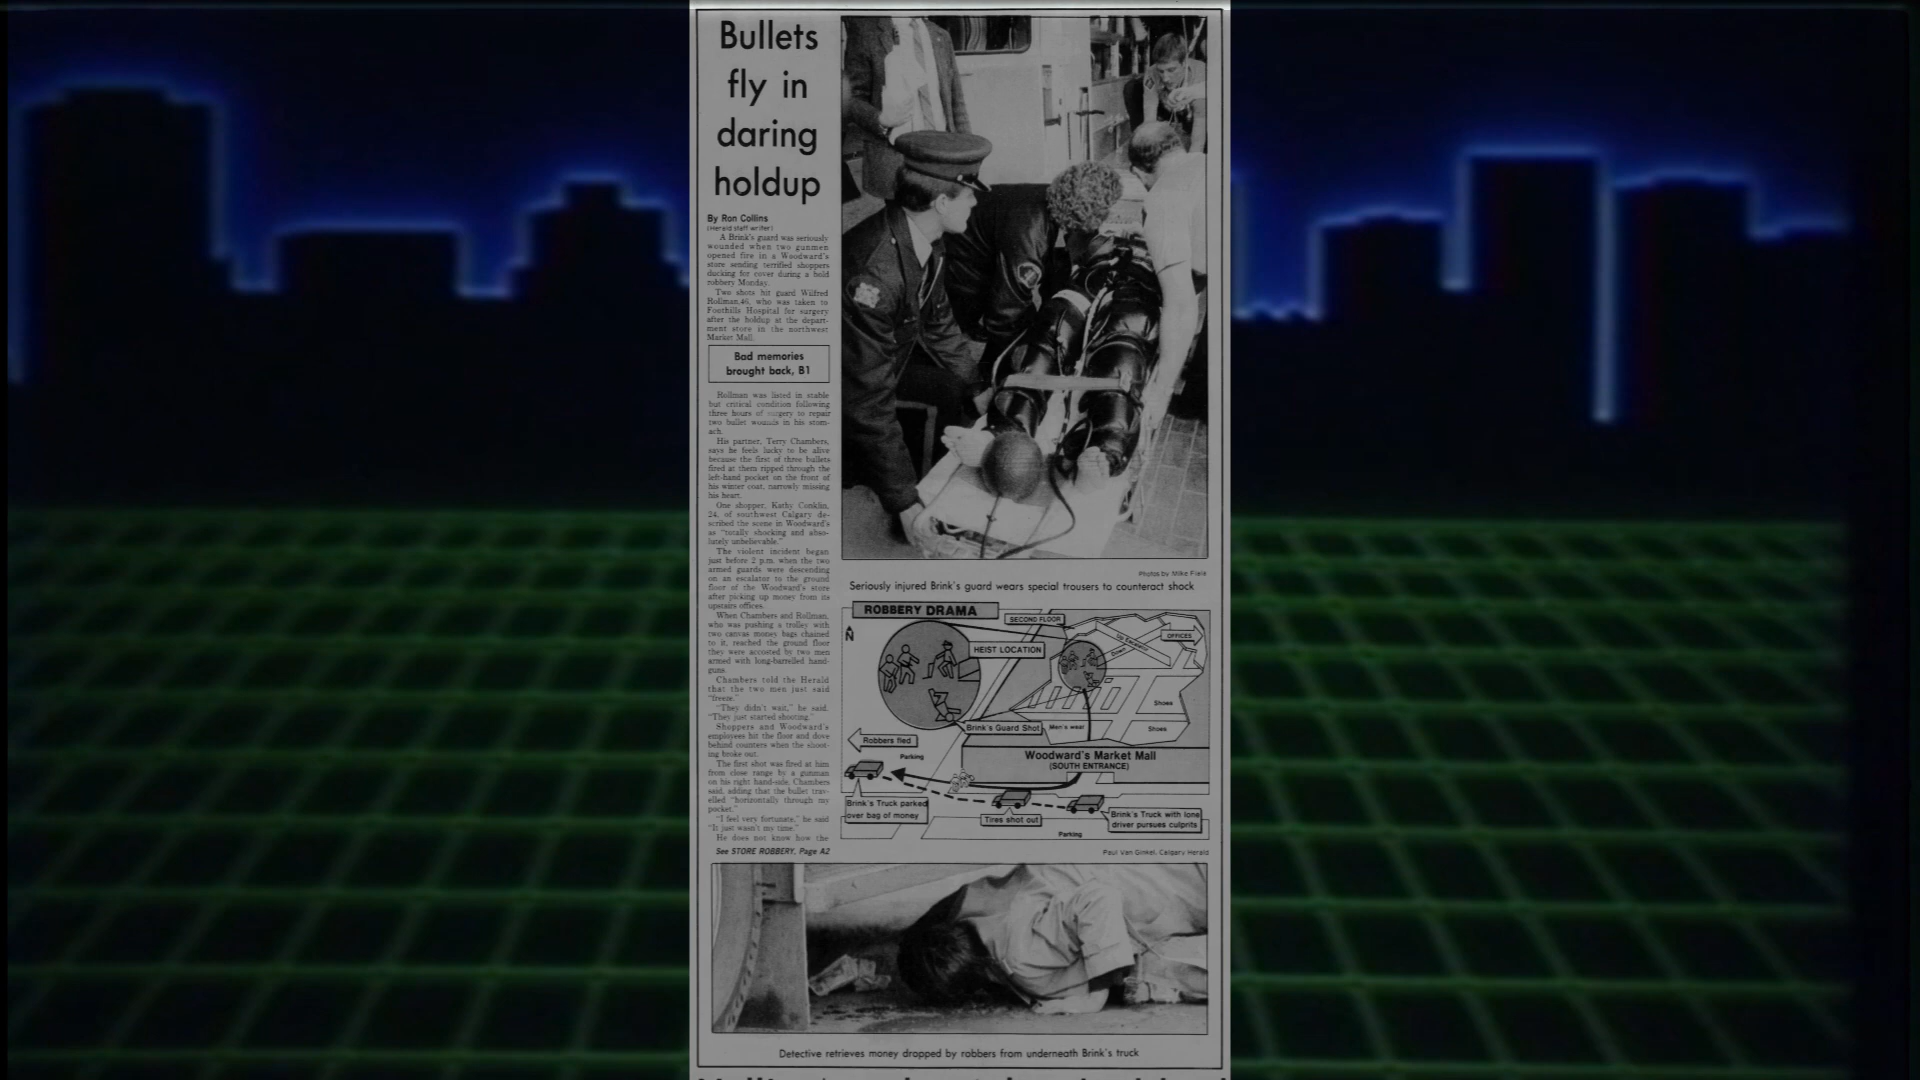 Bullets
fly in
daring
holdup
By Ron Collins
(Herald staff writer)
A Brink's guard was seriously
wounded when two gunmen
opened fire in a Woodward's
store sending terrified shoppers
ducking for cover during a bold
robbery Monday.
Two shots hit guard Wilfred
Rollman,46, who was taken to
Foothills Hospital for surgery
after the holdup at the depart-
ment store in the northwest
Market Mall.
Bad memories
brought back, B1
Rollman was listed in stable
but critical condition following
three hours of surgery to repair
two bullet wounds in his stom-
ach.
His partner, Terry Chambers,
says he feels lucky to be alive
because the first of three bullets
fired at them ripped through the
left-hand pocket on the front of
his winter coat, narrowly missing
his heart.
One shopper, Kathy Conklin,
24, of southwest Calgary de-
scribed the scene in Woodward's
as "totally shocking and abso-
lutely unbelievable."
The violent incident began
just before 2 p.m. when the two
armed guards were descending
on an escalator to the ground
floor of the Woodward's store
after picking up money from its
upstairs offices.
When Chambers and Rollman,
who was pushing a trolley with
two canvas money bags chained
to it, reached the ground floor
they were accosted by two men
armed with long-barrelled hand-
guns.
Chambers told the Herald
that the two men just said
"freeze."
"They didn't wait," he said.
"They just started shooting."
Shoppers and Woodward's
employees hit the floor and dove
behind counters when the shoot-
ing broke out.
The first shot was fired at him
from close range by a gunman
on his right hand-side, Chambers
said, adding that the bullet trav-
elled "horizontally through my
pocket."
"I feel very fortunate," he said
"It just wasn't my time."
He does not know how the
See STORE ROBBERY, Page A2
Photos by Mike Fiala
Seriously injured Brink's guard wears special trousers to counteract shock
ROBBERY DRAMA
SECOND FLOOR
N
HEIST LOCATION
Up Escalator
Down
OFFICES
Shoes
Shoes
Brink's Guard Shot
Men's wear
Robbers fled
Parking
Woodward's Market Mall
(SOUTH ENTRANCE)
Brink's Truck parked
over bag of money
Tires shot out
Brink's Truck with lone
driver pursues culprits
Parking
Paul Van Ginkel, Calgary Herald
Detective retrieves money dropped by robbers from underneath Brink's truck